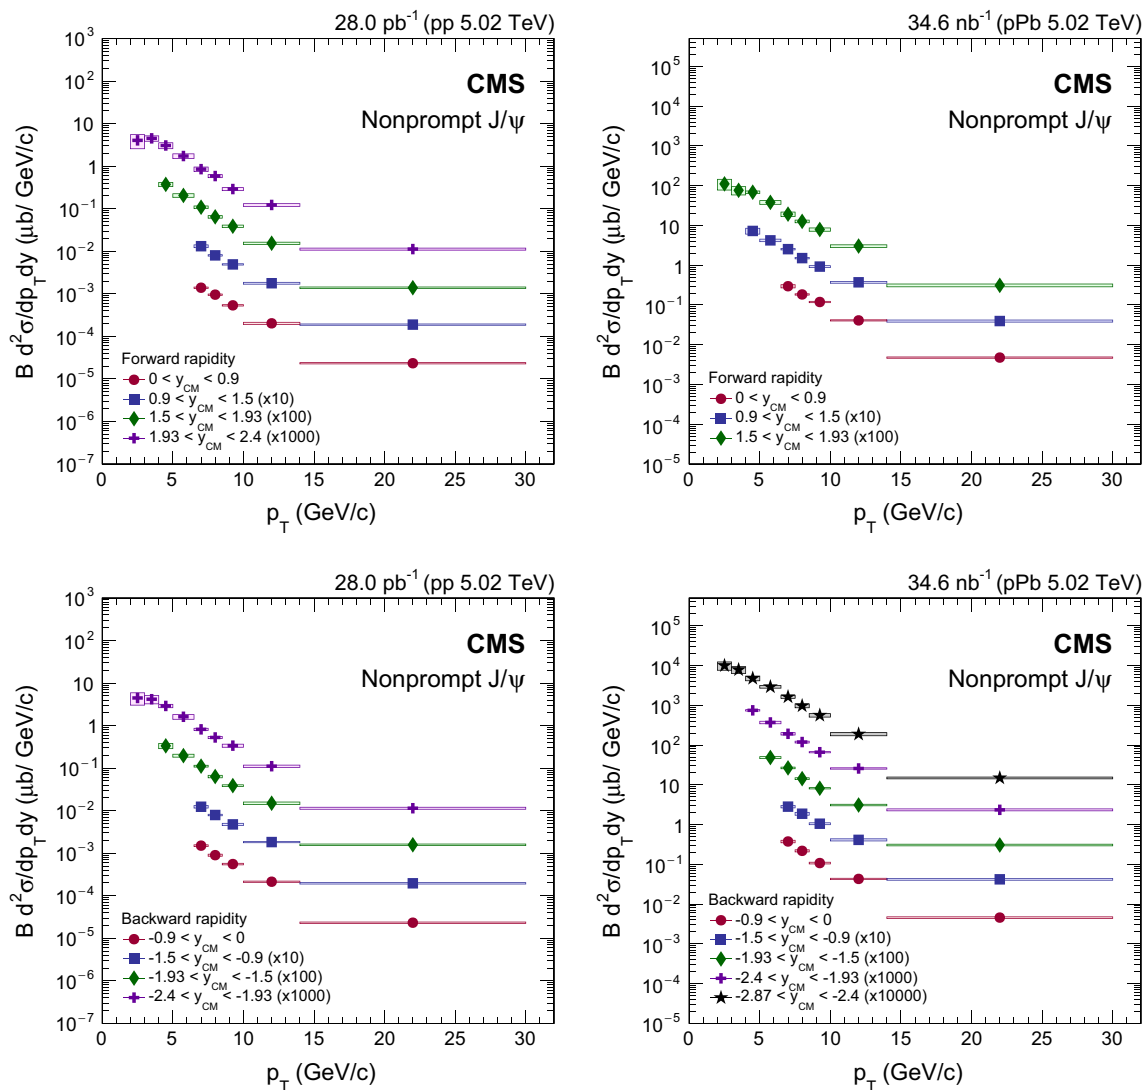 28.0 pb⁻¹ (pp 5.02 TeV)
CMS
Nonprompt J/ψ
B d²σ/dp_T dy (μb/ GeV/c)
10³
10²
10
1
10⁻¹
10⁻²
10⁻³
10⁻⁴
10⁻⁵
10⁻⁶
10⁻⁷
Forward rapidity
0 < y_CM < 0.9
0.9 < y_CM < 1.5 (x10)
1.5 < y_CM < 1.93 (x100)
1.93 < y_CM < 2.4 (x1000)
0 5 10 15 20 25 30
p_T (GeV/c)
34.6 nb⁻¹ (pPb 5.02 TeV)
CMS
Nonprompt J/ψ
B d²σ/dp_T dy (μb/ GeV/c)
10⁵
10⁴
10³
10²
10
1
10⁻¹
10⁻²
10⁻³
10⁻⁴
10⁻⁵
Forward rapidity
0 < y_CM < 0.9
0.9 < y_CM < 1.5 (x10)
1.5 < y_CM < 1.93 (x100)
0 5 10 15 20 25 30
p_T (GeV/c)
28.0 pb⁻¹ (pp 5.02 TeV)
CMS
Nonprompt J/ψ
B d²σ/dp_T dy (μb/ GeV/c)
10³
10²
10
1
10⁻¹
10⁻²
10⁻³
10⁻⁴
10⁻⁵
10⁻⁶
10⁻⁷
Backward rapidity
-0.9 < y_CM < 0
-1.5 < y_CM < -0.9 (x10)
-1.93 < y_CM < -1.5 (x100)
-2.4 < y_CM < -1.93 (x1000)
0 5 10 15 20 25 30
p_T (GeV/c)
34.6 nb⁻¹ (pPb 5.02 TeV)
CMS
Nonprompt J/ψ
B d²σ/dp_T dy (μb/ GeV/c)
10⁵
10⁴
10³
10²
10
1
10⁻¹
10⁻²
10⁻³
10⁻⁴
10⁻⁵
Backward rapidity
-0.9 < y_CM < 0
-1.5 < y_CM < -0.9 (x10)
-1.93 < y_CM < -1.5 (x100)
-2.4 < y_CM < -1.93 (x1000)
-2.87 < y_CM < -2.4 (x10000)
0 5 10 15 20 25 30
p_T (GeV/c)